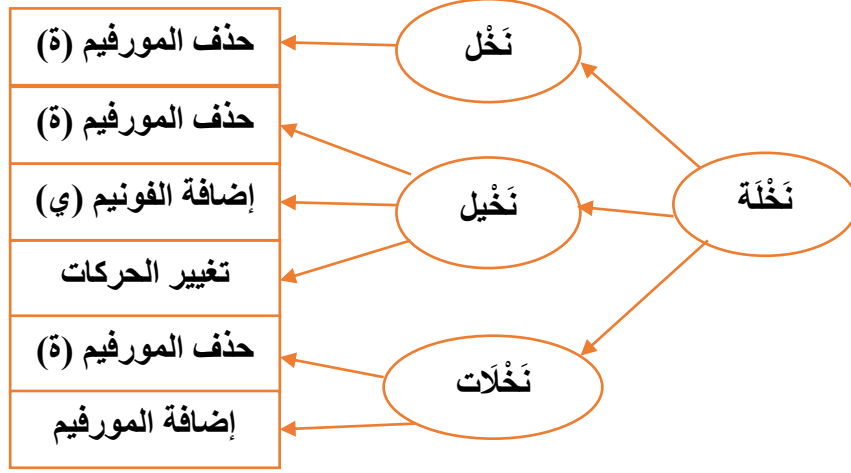 نَخْلَة
نَخْل
حذف المورفيم (ة)
نَخْيل
حذف المورفيم (ة)
إضافة الفونيم (ي)
تغيير الحركات
نَخْلَات
حذف المورفيم (ة)
إضافة المورفيم